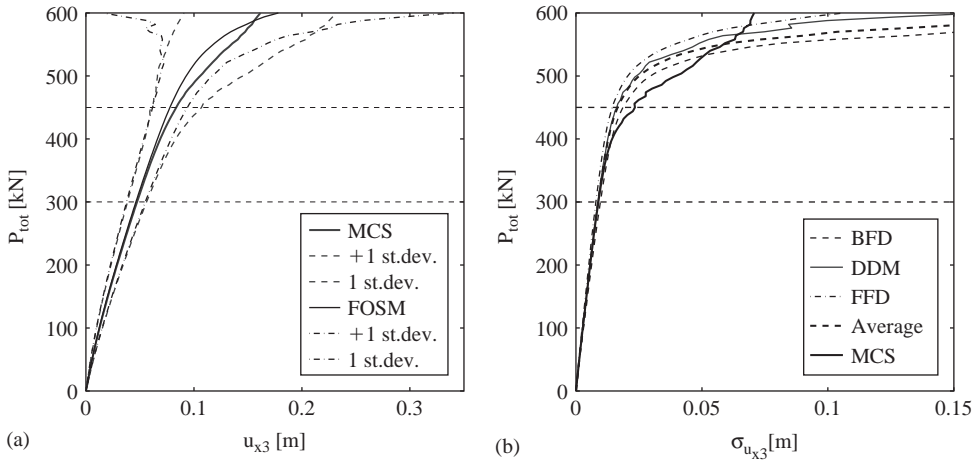 600
500
400
300
200
100
0
P_tot [kN]
MCS
+1 st.dev.
1 st.dev.
FOSM
+1 st.dev.
1 st.dev.
0 0.1 0.2 0.3
(a) u_x3 [m]
600
500
400
300
200
100
0
P_tot [kN]
BFD
DDM
FFD
Average
MCS
0 0.05 0.1 0.15
(b) σ_u_x3 [m]